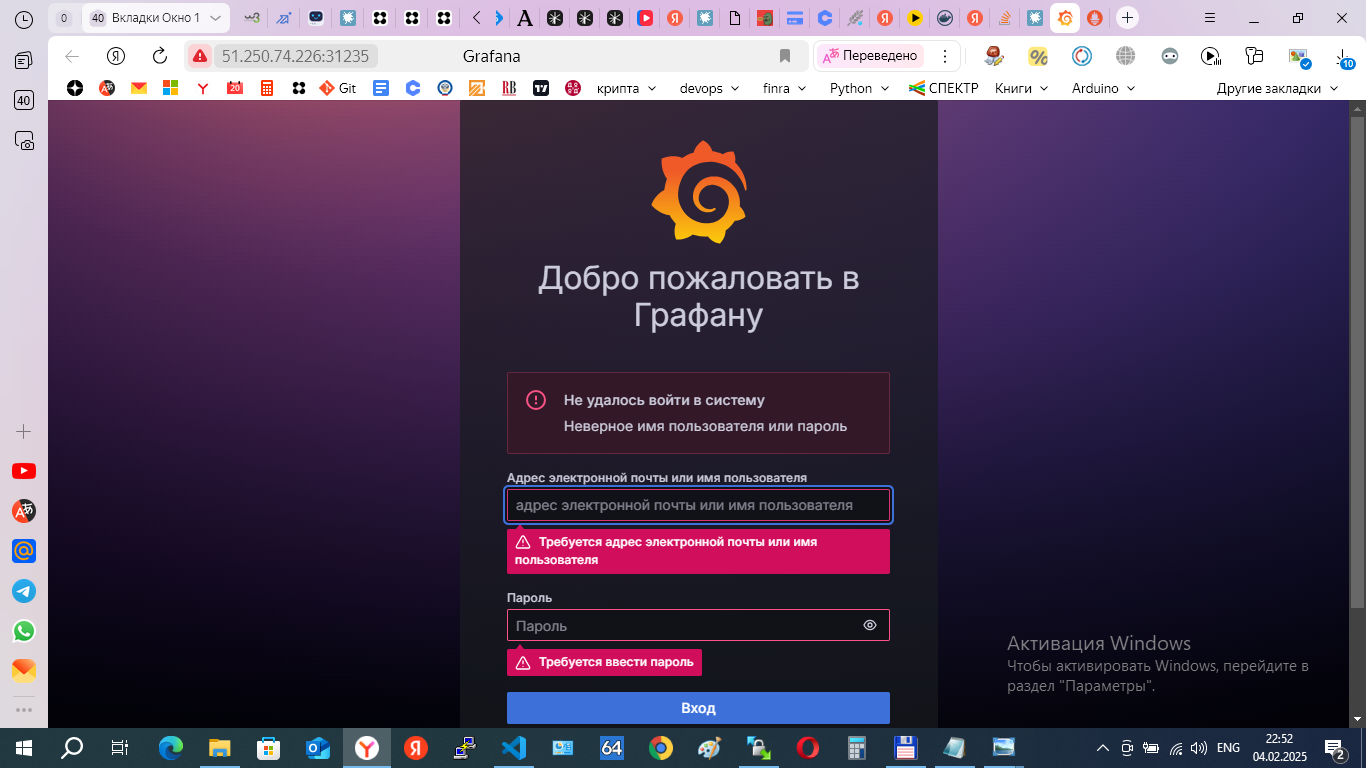 40 Вкладки Окно 1
51.250.74.226:31235 Grafana Переведено
40
20 Git RB крипта devops finra Python СПЕКТР Книги Arduino Другие закладки
10
Добро пожаловать в
Графану
Не удалось войти в систему
Неверное имя пользователя или пароль
Адрес электронной почты или имя пользователя
адрес электронной почты или имя пользователя
Требуется адрес электронной почты или имя
пользователя
Пароль
Пароль
Требуется ввести пароль
Вход
Активация Windows
Чтобы активировать Windows, перейдите в
раздел "Параметры".
64
ENG
22:52
04.02.2025
2